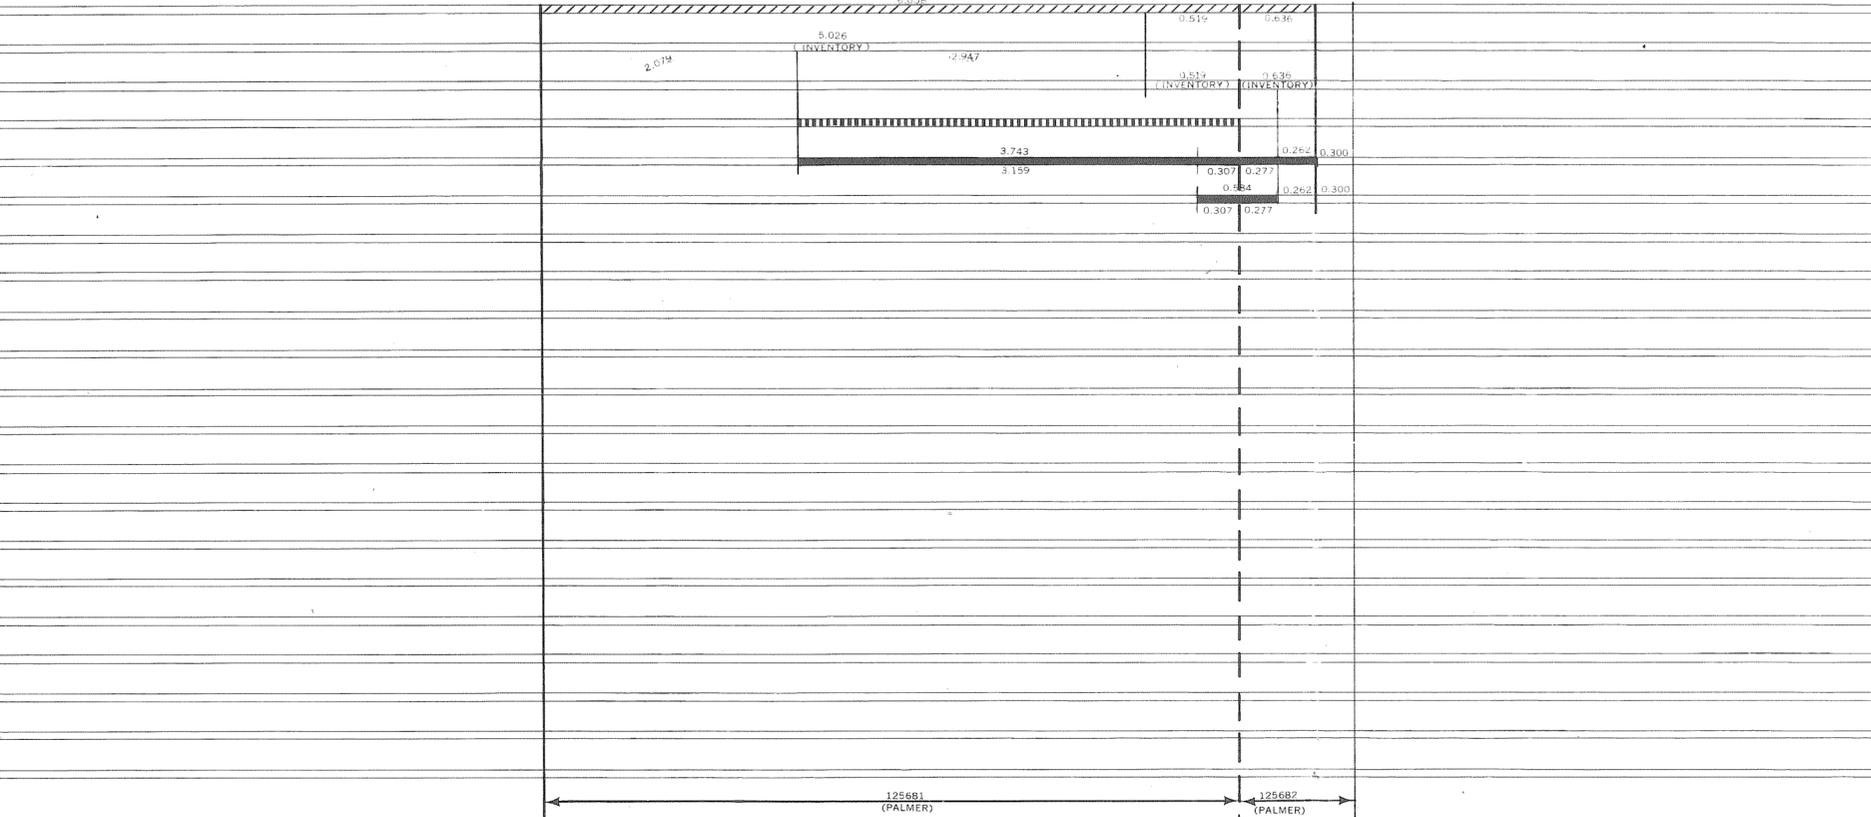 0.519 0.636
5.026
(INVENTORY)
2.079 2.947
0.519 0.636
(INVENTORY) (INVENTORY)
3.743 0.262 0.300
3.159 0.307 0.277
0.584 0.262 0.300
0.307 0.277
125681 125682
(PALMER) (PALMER)